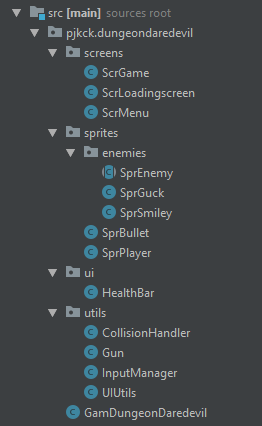 src [main] sources root
pjkck.dungeondaredevil
screens
ScrGame
ScrLoadingscreen
ScrMenu
sprites
enemies
SprEnemy
SprGuck
SprSmiley
SprBullet
SprPlayer
ui
HealthBar
utils
CollisionHandler
Gun
InputManager
UIUtils
GamDungeonDaredevil